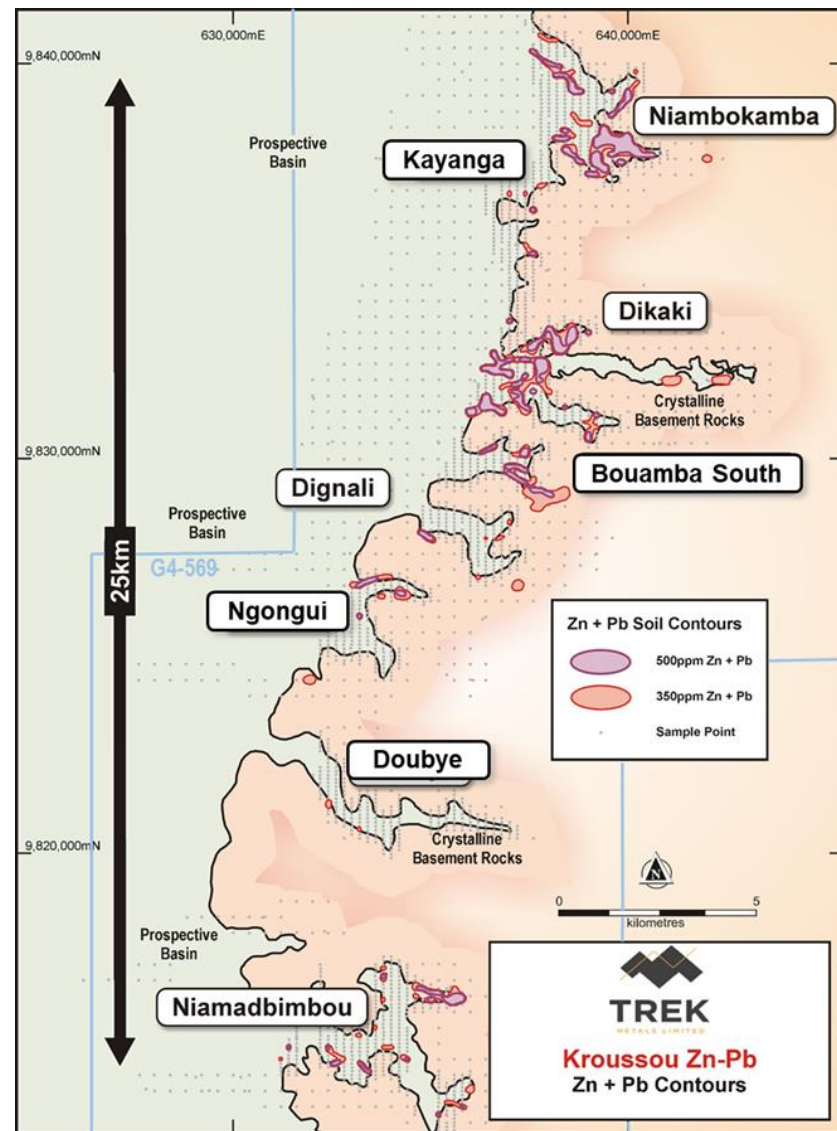 630,000mE
640,000mE
9,840,000mN
Niambokamba
Prospective
Basin
Kayanga
Dikaki
Crystalline
Basement Rocks
9,830,000mN
Bouamba South
Dignali
Prospective
Basin
G4-569
25km
Ngongui
Zn + Pb Soil Contours
500ppm Zn + Pb
350ppm Zn + Pb
Sample Point
Doubye
9,820,000mN
Crystalline
Basement Rocks
N
0 5
kilometres
Prospective
Basin
Niamadbimbou
TREK
METALS LIMITED
Kroussou Zn-Pb
Zn + Pb Contours